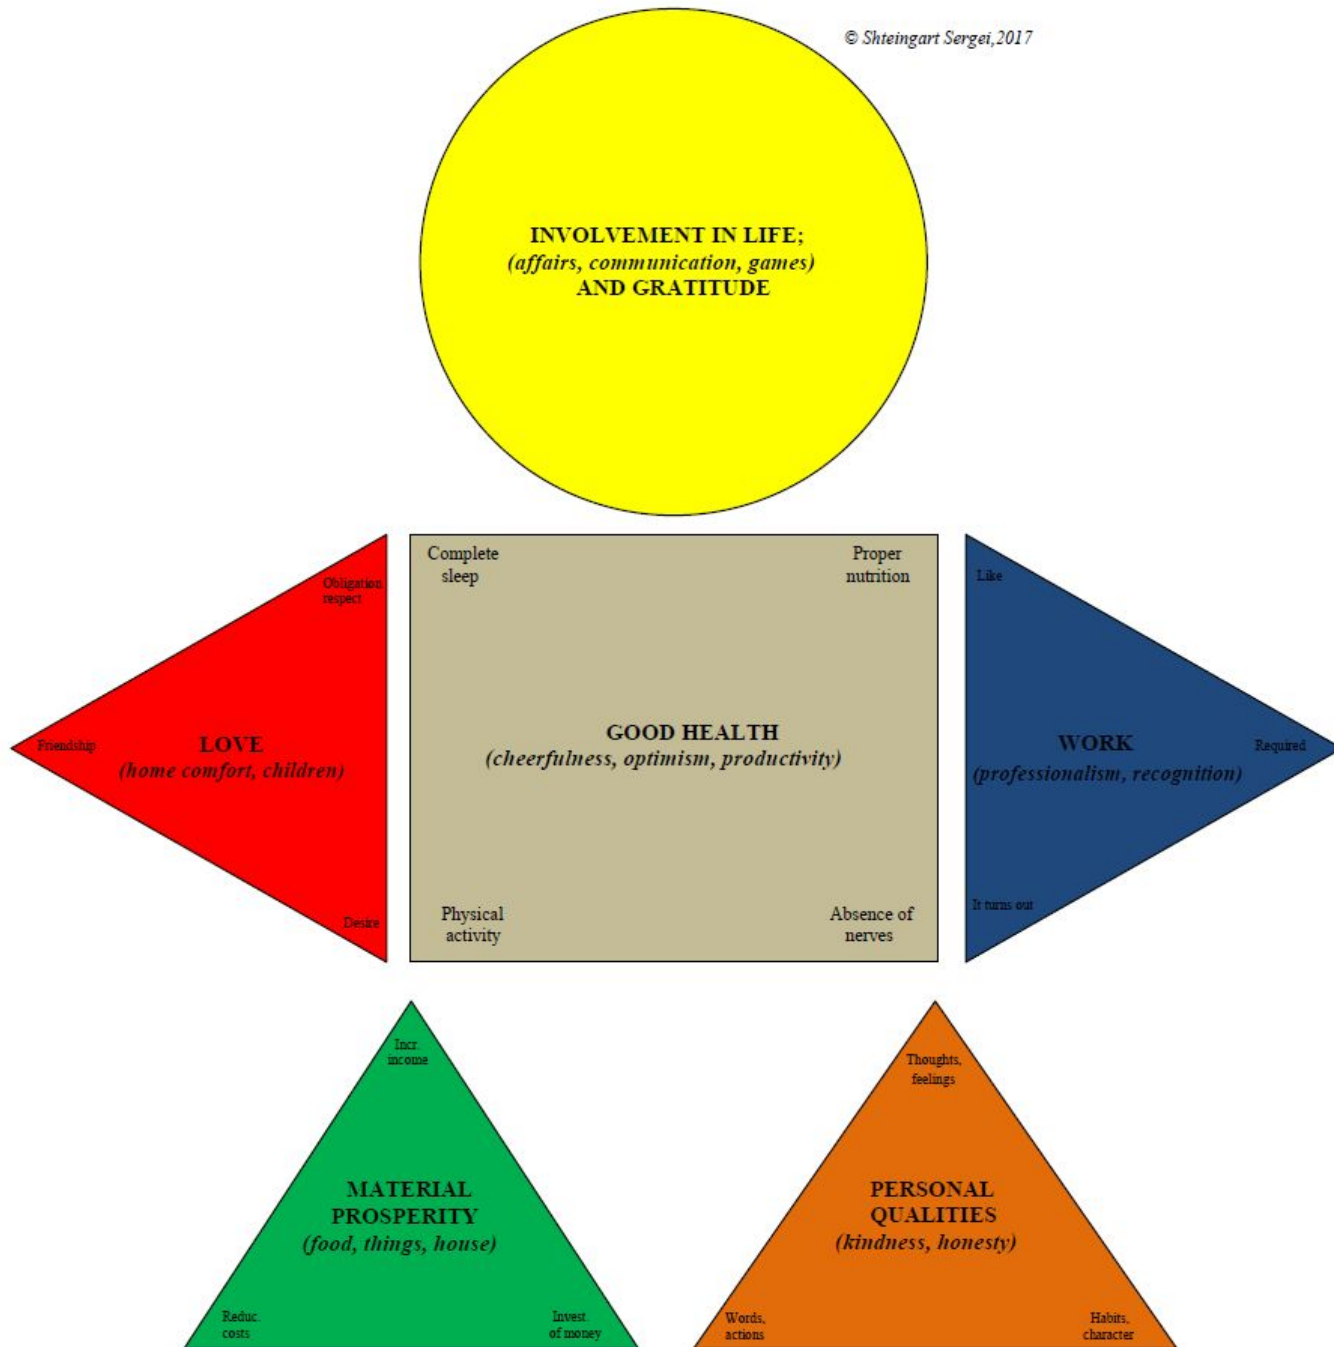 © Shteingart Sergei,2017
INVOLVEMENT IN LIFE;
(affairs, communication, games)
AND GRATITUDE
Obligation
respect
Friendship
LOVE
(home comfort, children)
Desire
Complete
sleep
Proper
nutrition
GOOD HEALTH
(cheerfulness, optimism, productivity)
Physical
activity
Absence of
nerves
Like
WORK
Required
(professionalism, recognition)
It turns out
Incr.
income
MATERIAL
PROSPERITY
(food, things, house)
Reduc.
costs
Invest.
of money
Thoughts,
feelings
PERSONAL
QUALITIES
(kindness, honesty)
Words,
actions
Habits,
character